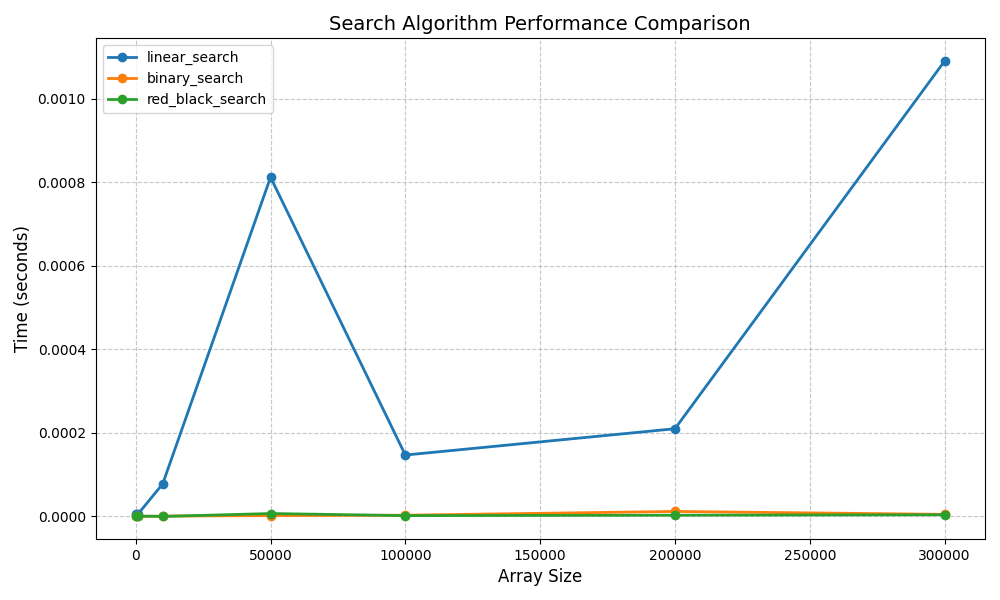 Search Algorithm Performance Comparison
linear_search
binary_search
red_black_search
Time (seconds)
0.0010
0.0008
0.0006
0.0004
0.0002
0.0000
0 50000 100000 150000 200000 250000 300000
Array Size